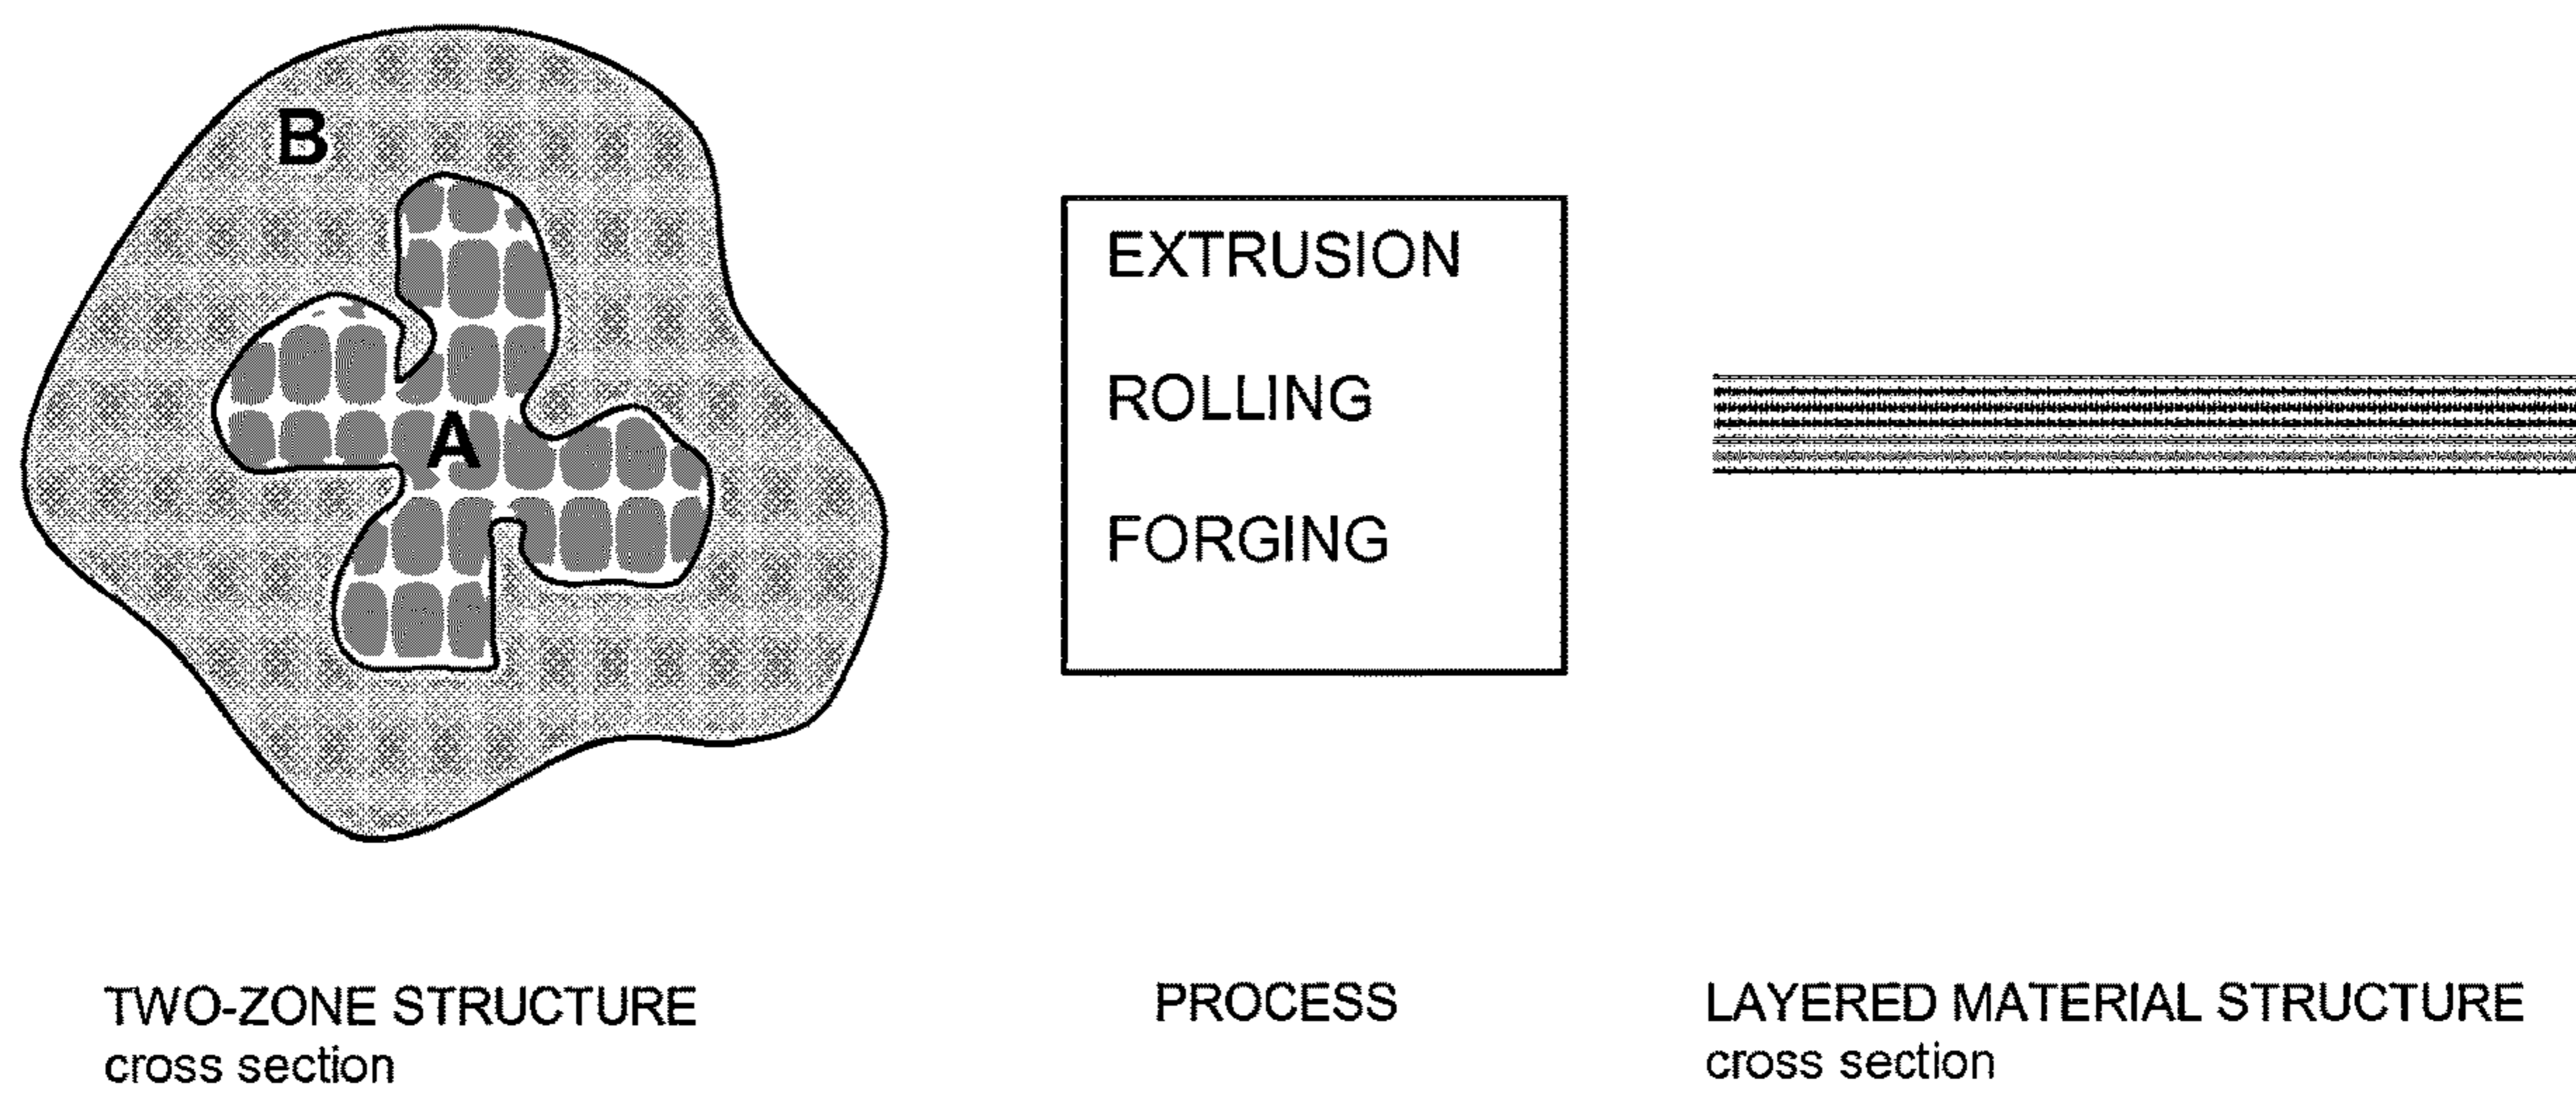 B
A
EXTRUSION
ROLLING
FORGING
TWO-ZONE STRUCTURE
cross section
PROCESS
LAYERED MATERIAL STRUCTURE
cross section